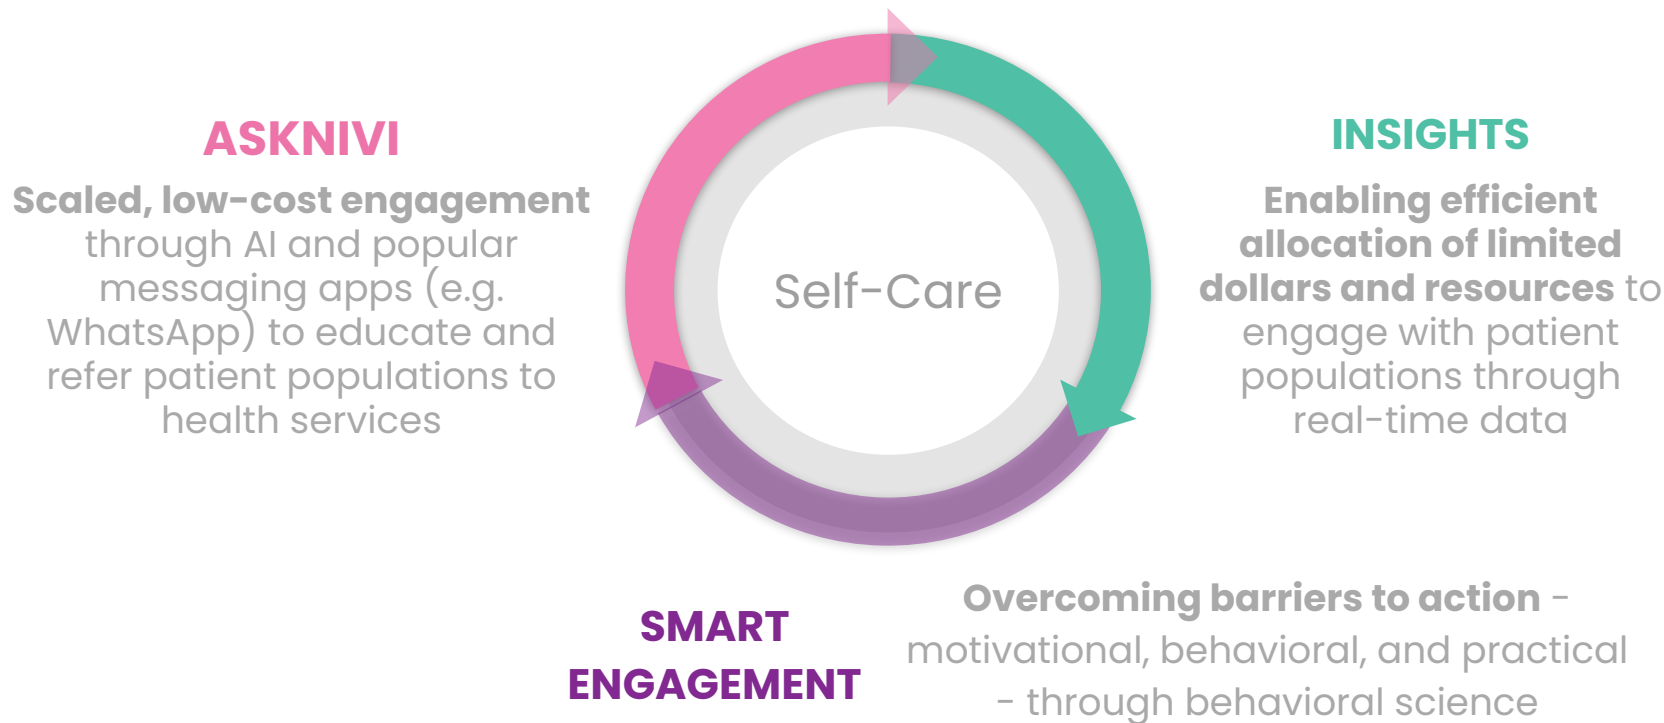 ASKNIVI
Scaled, low-cost engagement
through AI and popular
messaging apps (e.g.
WhatsApp) to educate and
refer patient populations to
health services
Self-Care
INSIGHTS
Enabling efficient
allocation of limited
dollars and resources to
engage with patient
populations through
real-time data
SMART
ENGAGEMENT
Overcoming barriers to action -
motivational, behavioral, and practical
- through behavioral science